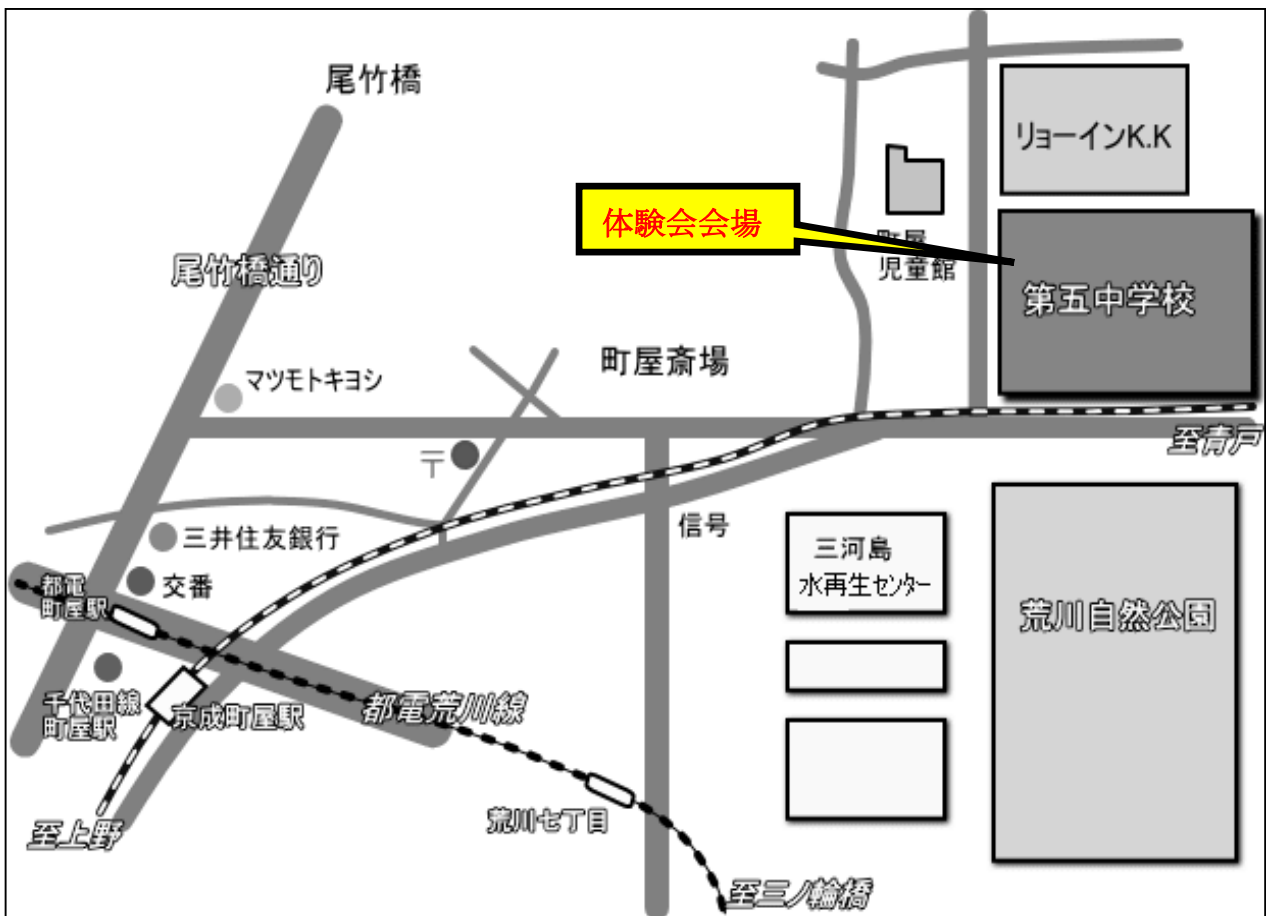 尾竹橋
リョーインK.K
体験会会場
町屋
児童館
尾竹橋通り
第五中学校
町屋斎場
マツモトキヨシ
至青戸
〒
信号
三井住友銀行
三河島
水再生センター
都電
町屋駅
交番
荒川自然公園
千代田線
町屋駅
京成町屋駅
都電荒川線
荒川七丁目
至上野
至三ノ輪橋